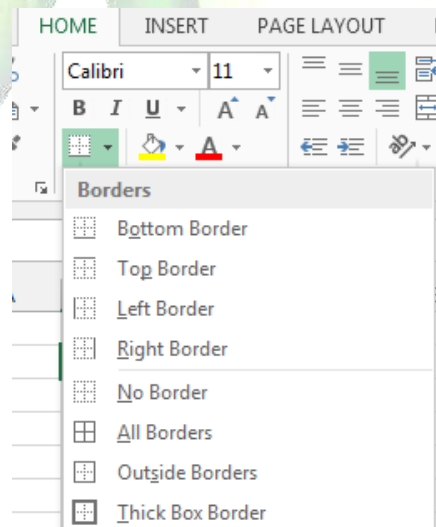 HOME INSERT PAGE LAYOUT
Calibri 11
B I U A A
A
Borders
Bottom Border
Top Border
Left Border
Right Border
No Border
All Borders
Outside Borders
Thick Box Border